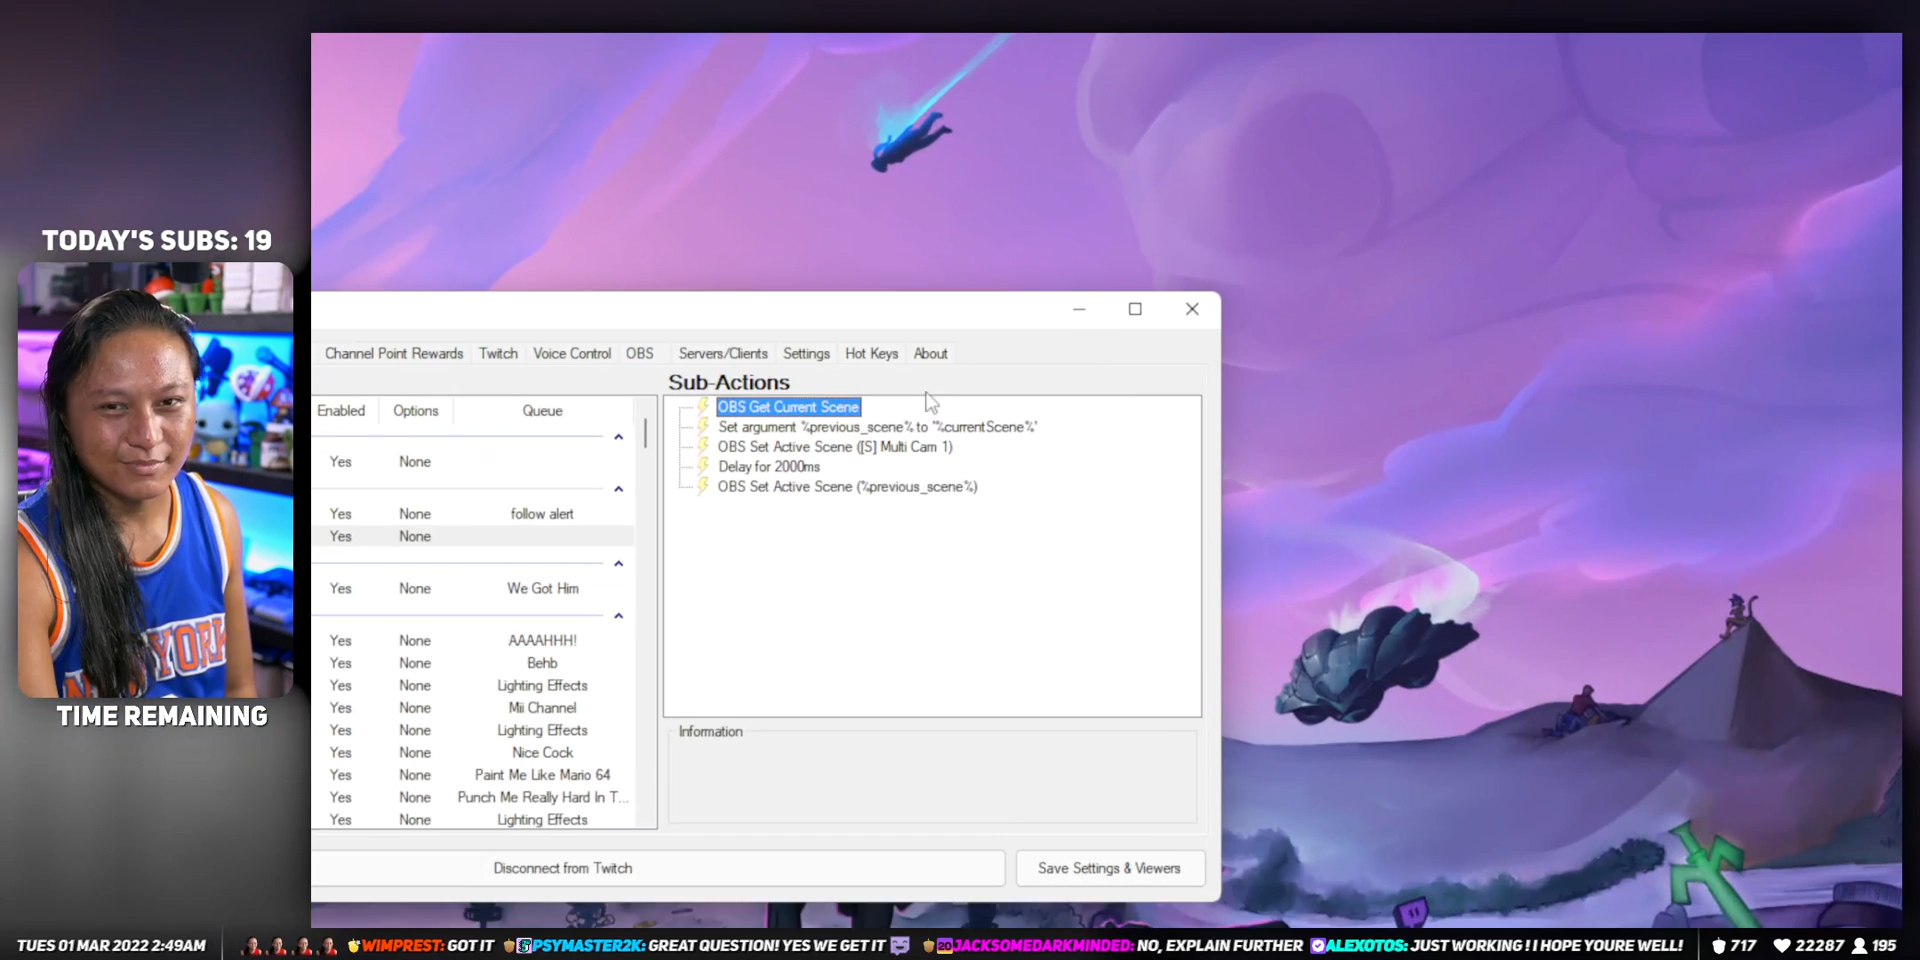 TODAY'S SUBS: 19
NEW YORK
TIME REMAINING
Channel Point Rewards Twitch Voice Control OBS Servers/Clients Settings Hot Keys About
Sub-Actions
Enabled Options Queue
OBS Get Current Scene
Set argument %previous_scene% to "%currentScene%"
OBS Set Active Scene ([S] Multi Cam 1)
Delay for 2000ms
OBS Set Active Scene (%previous_scene%)
Yes None
Yes None follow alert
Yes None
Yes None We Got Him
Yes None AAAAHHH!
Yes None Behb
Yes None Lighting Effects
Yes None Mii Channel
Yes None Lighting Effects
Yes None Nice Cock
Yes None Paint Me Like Mario 64
Yes None Punch Me Really Hard In T...
Yes None Lighting Effects
Information
Disconnect from Twitch Save Settings & Viewers
TUES 01 MAR 2022 2:49AM WIMPREST: GOT IT PSYMASTER2K: GREAT QUESTION! YES WE GET IT 20 JACKSOMEDARKMINDED: NO, EXPLAIN FURTHER ALEXOTOS: JUST WORKING ! I HOPE YOURE WELL! 717 22287 195